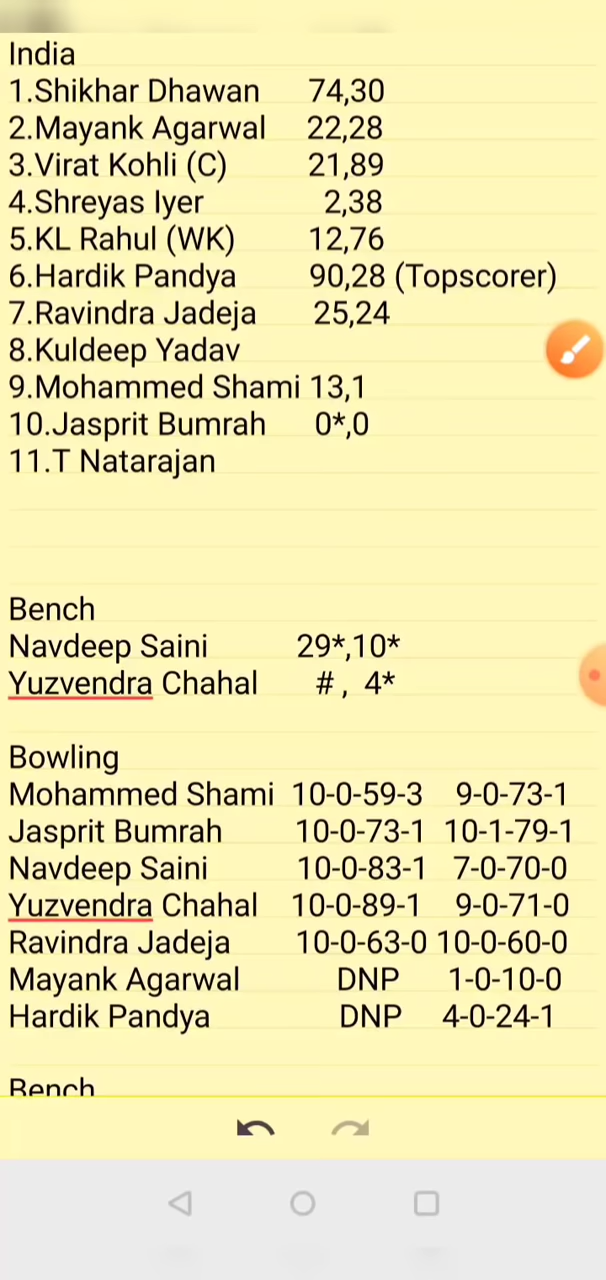 India
1.Shikhar Dhawan 74,30
2.Mayank Agarwal 22,28
3.Virat Kohli (C) 21,89
4.Shreyas Iyer 2,38
5.KL Rahul (WK) 12,76
6.Hardik Pandya 90,28 (Topscorer)
7.Ravindra Jadeja 25,24
8.Kuldeep Yadav
9.Mohammed Shami 13,1
10.Jasprit Bumrah 0*,0
11.T Natarajan
Bench
Navdeep Saini 29*,10*
Yuzvendra Chahal # , 4*
Bowling
Mohammed Shami 10-0-59-3 9-0-73-1
Jasprit Bumrah 10-0-73-1 10-1-79-1
Navdeep Saini 10-0-83-1 7-0-70-0
Yuzvendra Chahal 10-0-89-1 9-0-71-0
Ravindra Jadeja 10-0-63-0 10-0-60-0
Mayank Agarwal DNP 1-0-10-0
Hardik Pandya DNP 4-0-24-1
Bench